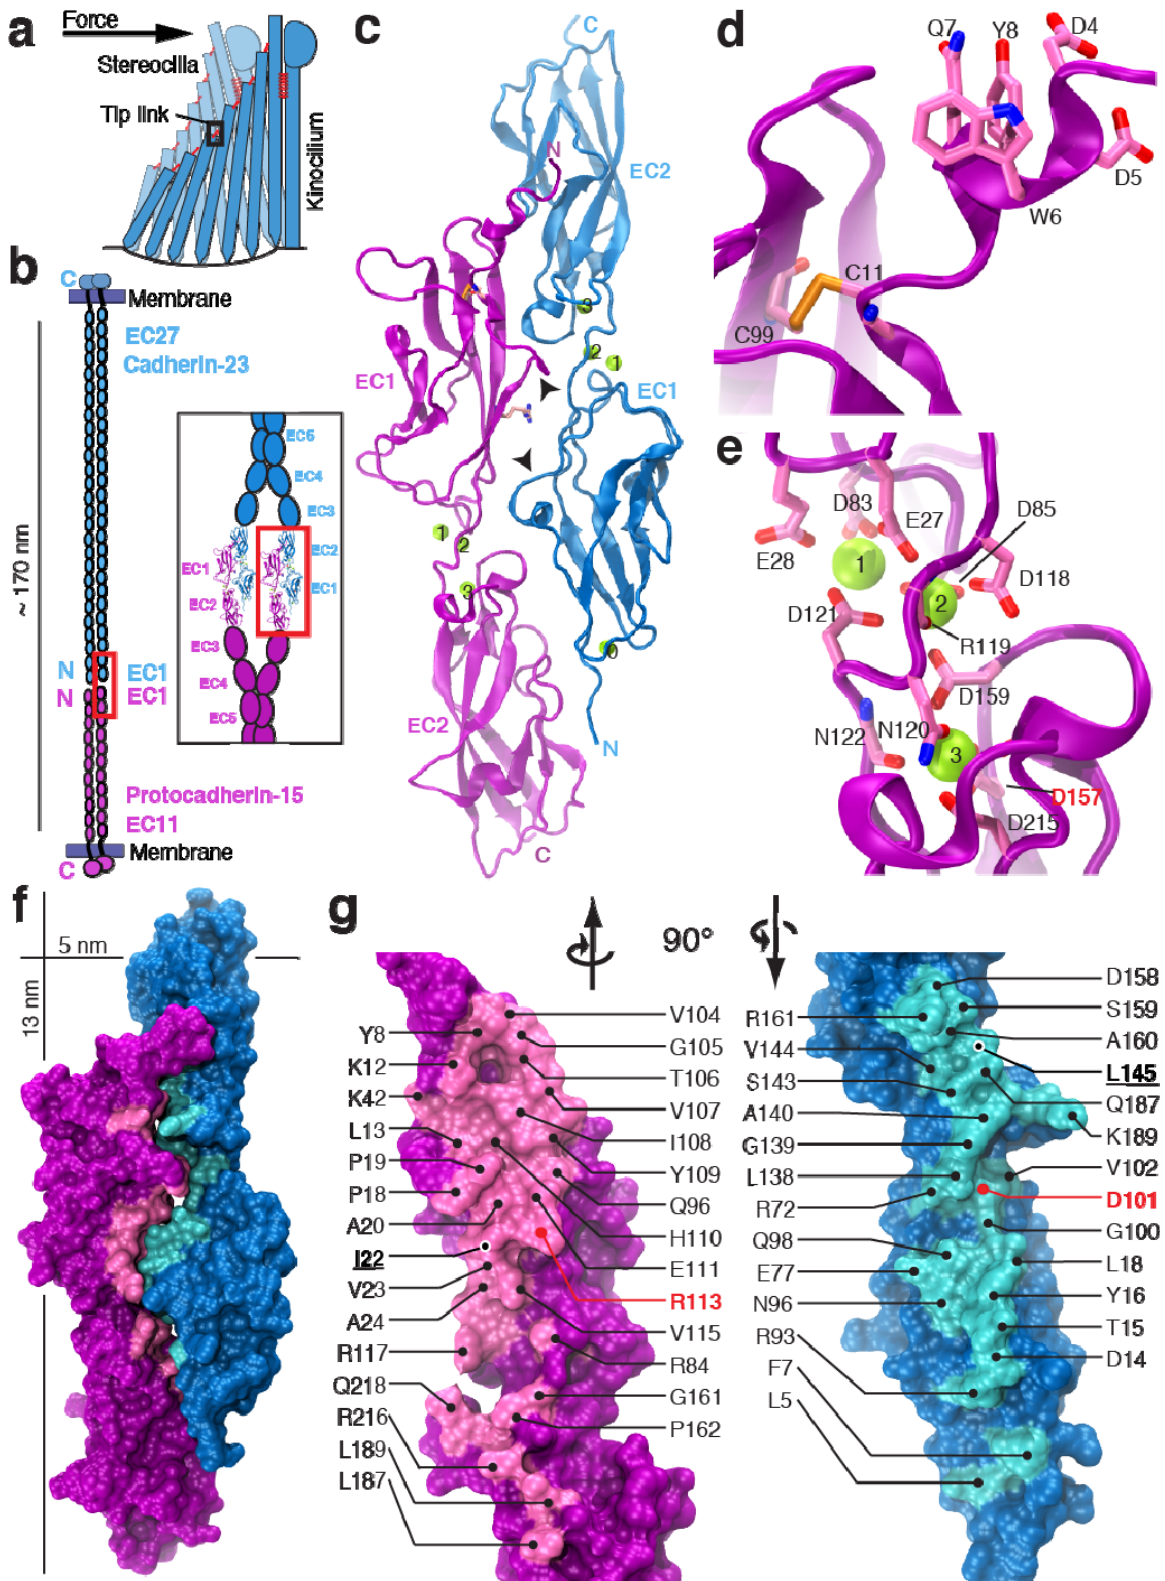 a
Force
Stereocilia
Tip link
Kinocilium
b
C
Membrane
EC27
Cadherin-23
~ 170 nm
N
EC1
N
EC1
Protocadherin-15
EC11
Membrane
C
EC5
EC4
EC3
EC2
EC1
EC1
EC2
EC3
EC4
EC5
c
C
N
EC2
3
2
1
EC1
EC1
1
2
3
0
EC2
N
C
d
Q7
Y8
D4
D5
W6
C11
C99
e
D83
E27
D85
E28
1
D118
2
D121
R119
D159
N122
N120
3
D157
D215
f
5 nm
13 nm
g
90°
Y8
K12
K42
L13
P19
P18
A20
I22
V23
A24
R117
Q218
R216
L189
L187
V104
G105
T106
V107
I108
Y109
Q96
H110
E111
R113
V115
R84
G161
P162
R161
V144
S143
A140
G139
L138
R72
Q98
E77
N96
R93
F7
L5
D158
S159
A160
L145
Q187
K189
V102
D101
G100
L18
Y16
T15
D14